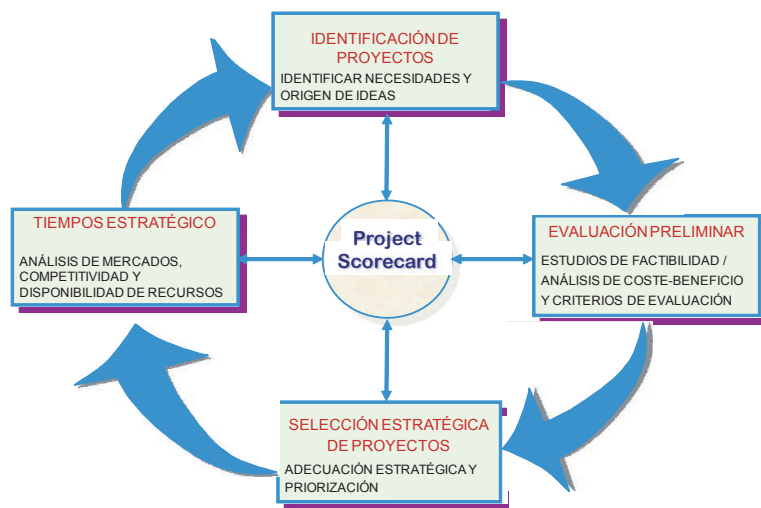 IDENTIFICACIÓN DE
PROYECTOS
IDENTIFICAR NECESIDADES Y
ORIGEN DE IDEAS
TIEMPOS ESTRATÉGICO
ANÁLISIS DE MERCADOS,
COMPETITIVIDAD Y
DISPONIBILIDAD DE RECURSOS
Project
Scorecard
EVALUACIÓN PRELIMINAR
ESTUDIOS DE FACTIBILIDAD /
ANÁLISIS DE COSTE-BENEFICIO
Y CRITERIOS DE EVALUACIÓN
SELECCIÓN ESTRATÉGICA
DE PROYECTOS
ADECUACIÓN ESTRATÉGICA Y
PRIORIZACIÓN